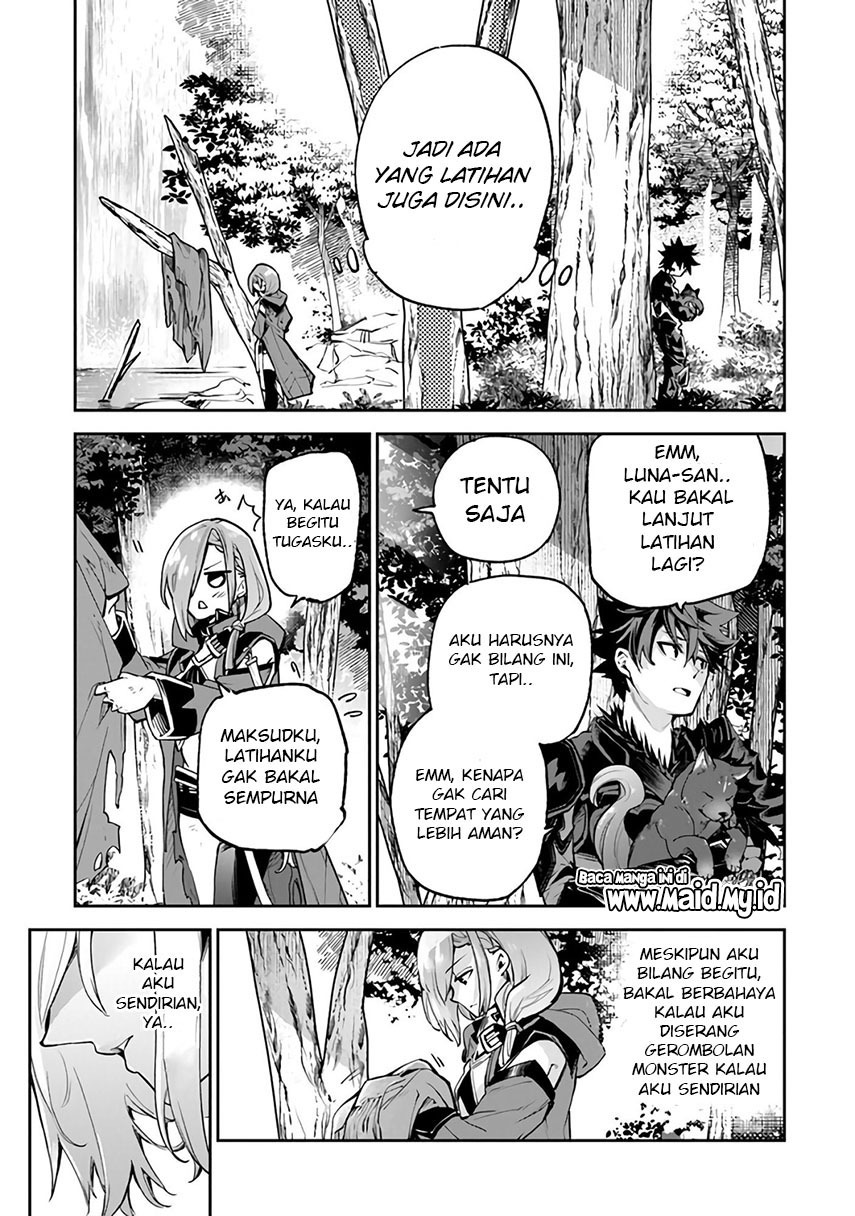 JADI ADA
YANG LATIHAN
JUGA DISINI..
EMM,
LUNA-SAN..
KAU BAKAL
LANJUT
LATIHAN
LAGI?
TENTU
SAJA
AKU HARUSNYA
GAK BILANG INI,
TAPI..
EMM, KENAPA
GAK CARI
TEMPAT YANG
LEBIH AMAN?
Baca Manga ini di
www.Maid.My.id
YA, KALAU
BEGITU
TUGASKU..
MAKSUDKU,
LATIHANKU
GAK BAKAL
SEMPURNA
MESKIPUN AKU
BILANG BEGITU,
BAKAL BERBAHAYA
KALAU AKU
DISERANG
GEROMBOLAN
MONSTER KALAU
AKU SENDIRIAN
KALAU
AKU
SENDIRIAN,
YA..